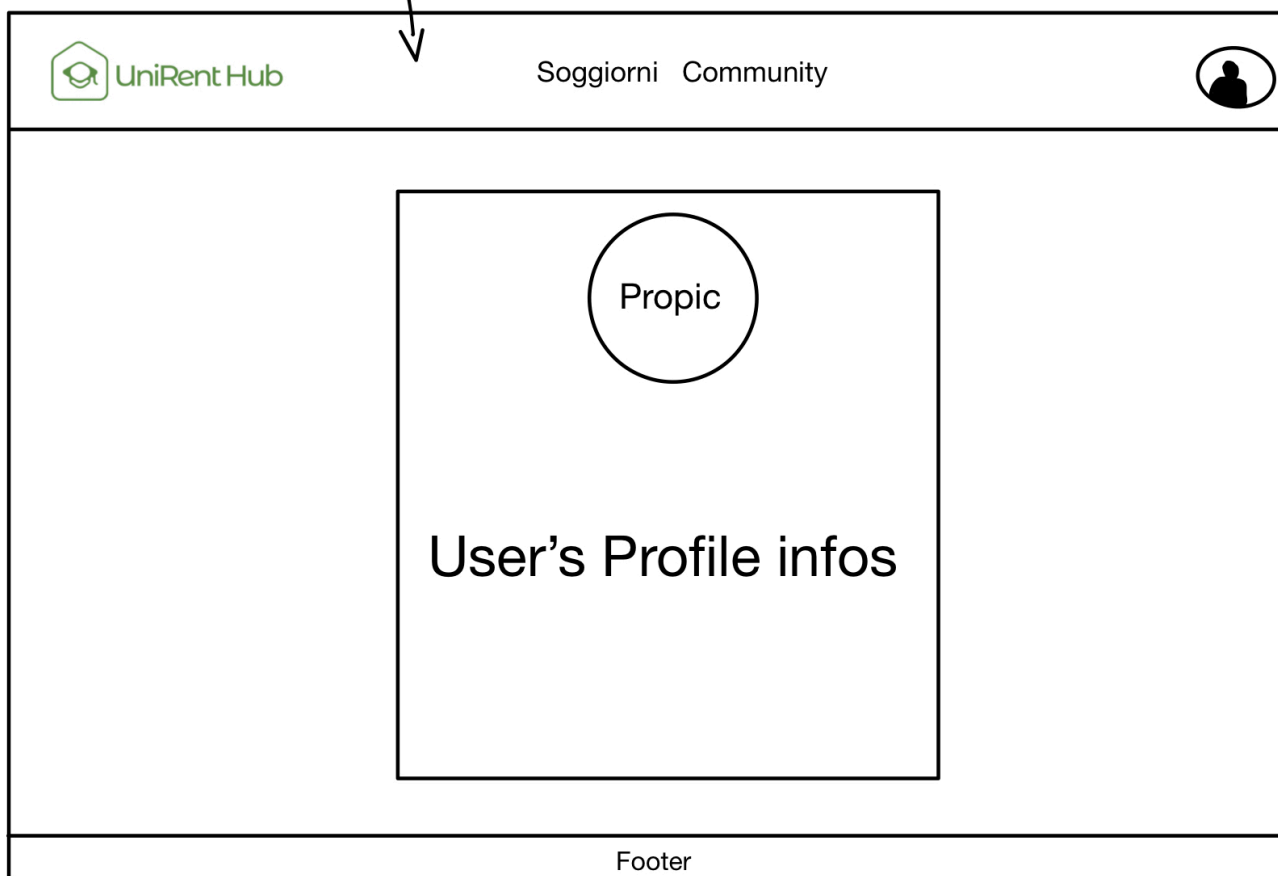 UniRent Hub
Soggiorni Community
Propic
User’s Profile infos
Footer